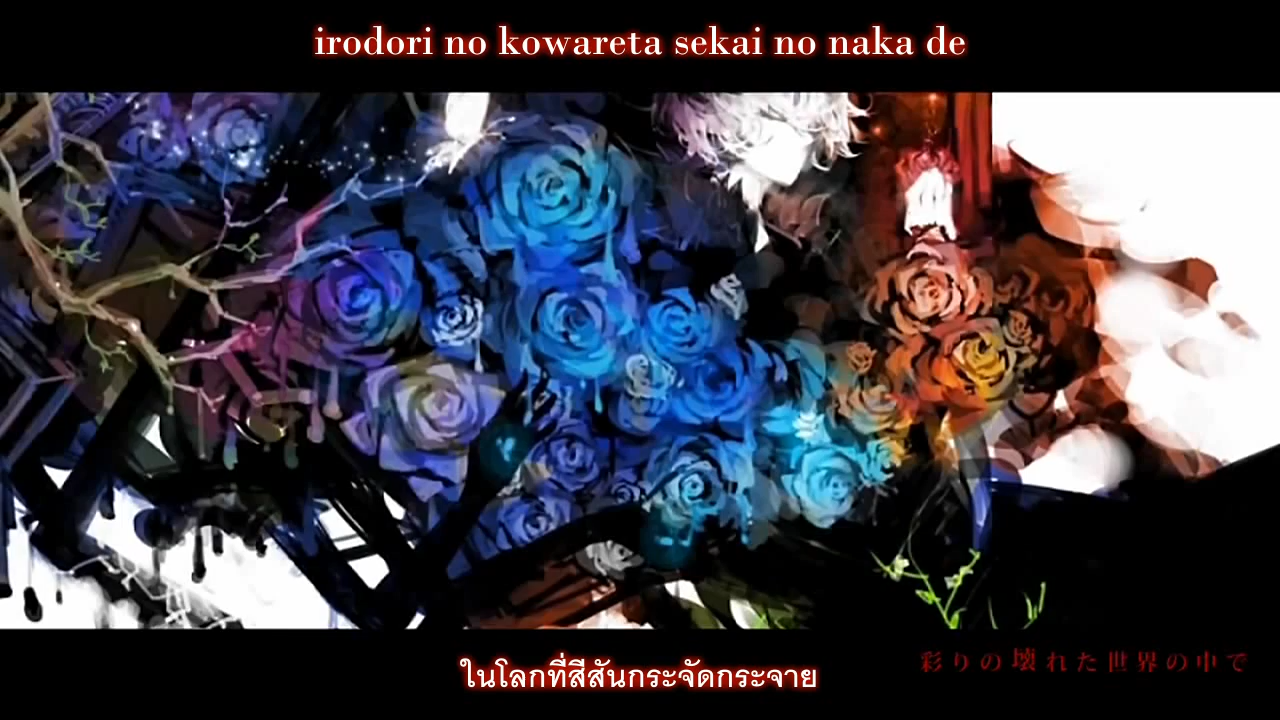 irodori no kowareta sekai no naka de
彩りの壊れた世界の中で
ในโลกที่สีสันกระจัดกระจาย